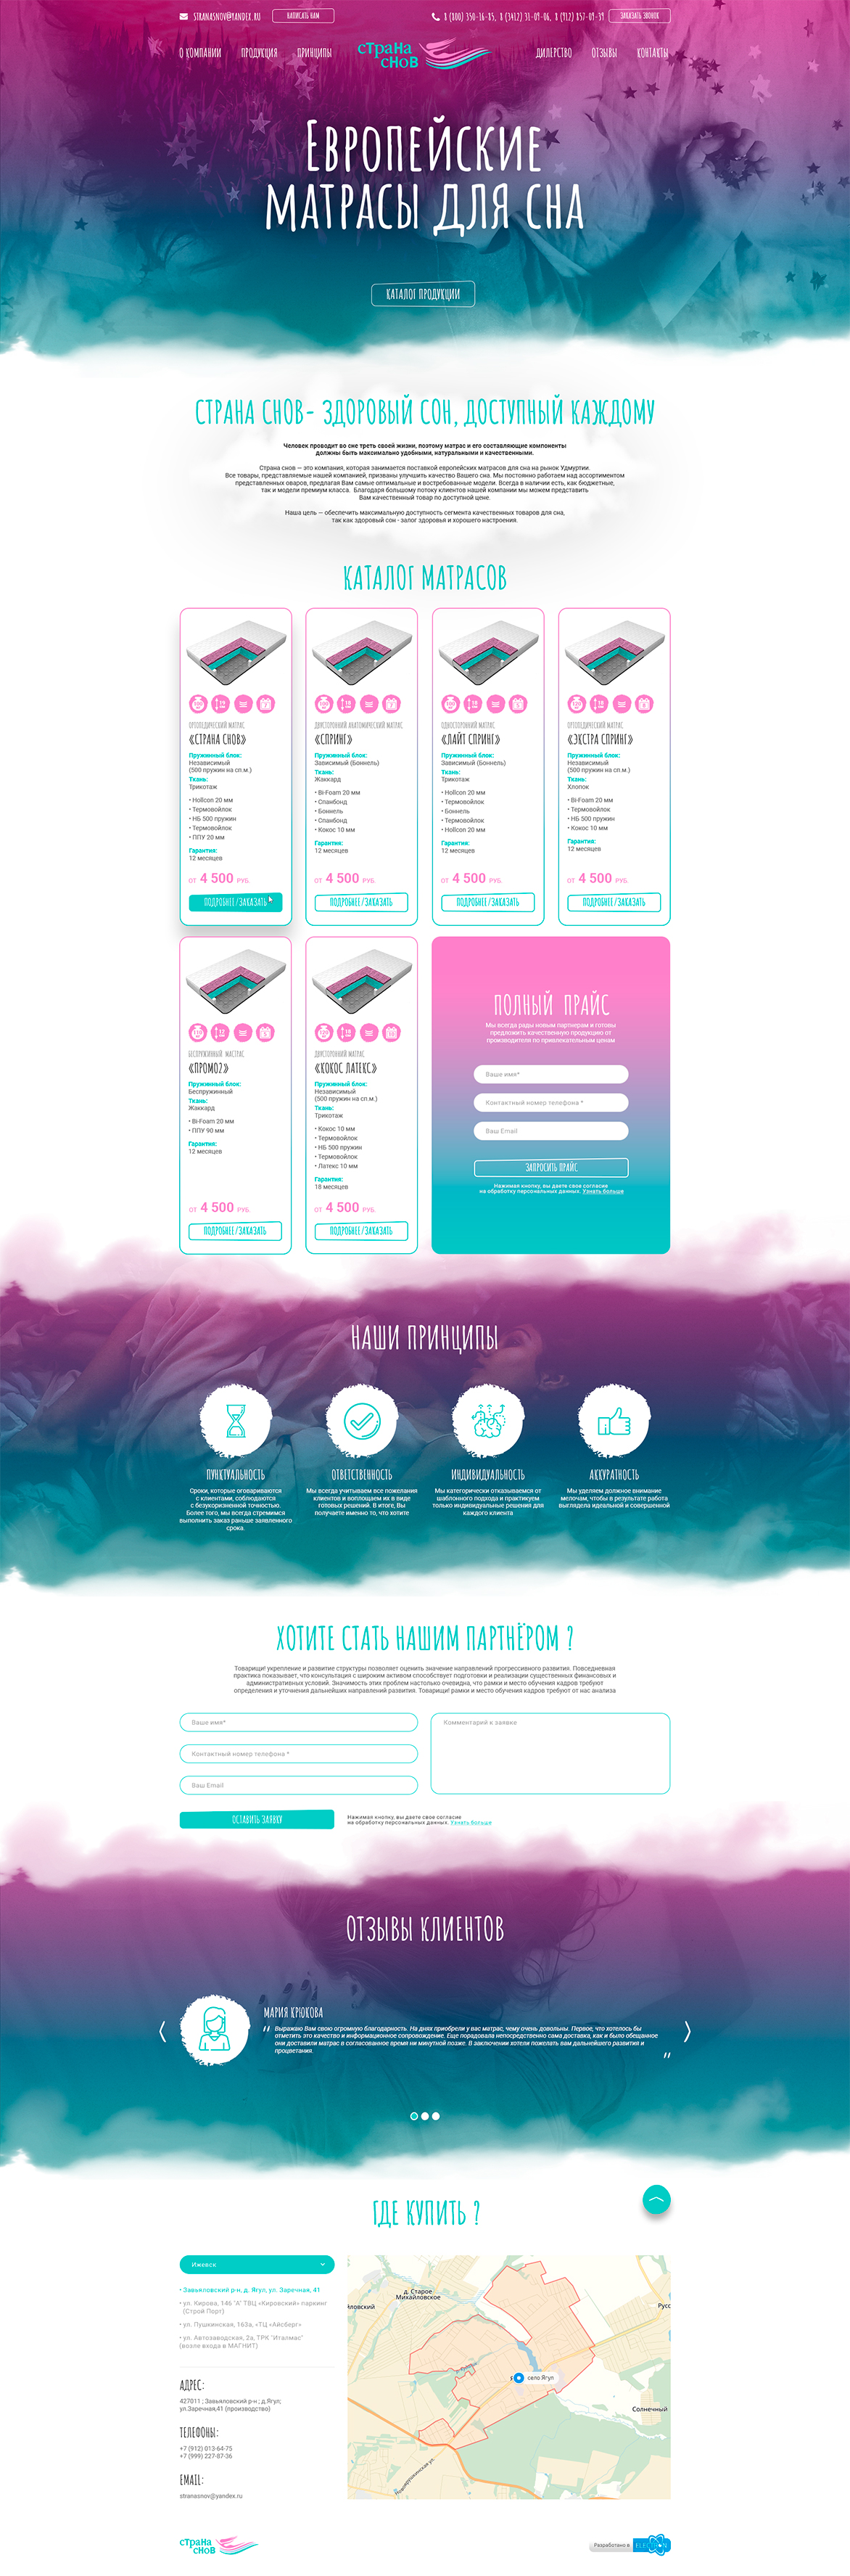 STRANASNOV@YANDEX.RU
НАПИСАТЬ НАМ
8 (800) 350-16-85, 8 (3412) 31-09-06, 8 (912) 857-09-39
ЗАКАЗАТЬ ЗВОНОК
О КОМПАНИИ
ПРОДУКЦИЯ
ПРИНЦИПЫ
страна
снов
ДИЛЕРСТВО
ОТЗЫВЫ
КОНТАКТЫ
ЕВРОПЕЙСКИЕ
МАТРАСЫ ДЛЯ СНА
КАТАЛОГ ПРОДУКЦИИ
СТРАНА СНОВ- ЗДОРОВЫЙ СОН, ДОСТУПНЫЙ КАЖДОМУ
Человек проводит во сне треть своей жизни, поэтому матрас и его составляющие компоненты
должны быть максимально удобными, натуральными и качественными.
Страна снов — это компания, которая занимается поставкой европейских матрасов для сна на рынок Удмуртии.
Все товары, представляемые нашей компанией, призваны улучшить качество Вашего сна. Мы постоянно работаем над ассортиментом
представленных оваров, предлагая Вам самые оптимальные и востребованные модели. Всегда в наличии есть, как бюджетные,
так и модели премиум класса. Благодаря большому потоку клиентов нашей компании мы можем представить
Вам качественный товар по доступной цене.
Наша цель — обеспечить максимальную доступность сегмента качественных товаров для сна,
так как здоровый сон - залог здоровья и хорошего настроения.
КАТАЛОГ МАТРАСОВ
ОРТОПЕДИЧЕСКИЙ МАТРАС
«СТРАНА СНОВ»
Пружинный блок:
Независимый
(500 пружин на сп.м.)
Ткань:
Трикотаж
• Hollcon 20 мм
• Термовойлок
• НБ 500 пружин
• Термовойлок
• ППУ 20 мм
Гарантия:
12 месяцев
ОТ 4 500 РУБ.
ПОДРОБНЕЕ/ЗАКАЗАТЬ
ДВУСТОРОННИЙ АНАТОМИЧЕСКИЙ МАТРАС
«СПРИНГ»
Пружинный блок:
Зависимый (Боннель)
Ткань:
Жаккард
• Bi-Foam 20 мм
• Спанбонд
• Боннель
• Спанбонд
• Кокос 10 мм
Гарантия:
12 месяцев
ОТ 4 500 РУБ.
ПОДРОБНЕЕ/ЗАКАЗАТЬ
ОДНОСТОРОННИЙ МАТРАС
«ЛАЙТ СПРИНГ»
Пружинный блок:
Зависимый (Боннель)
Ткань:
Трикотаж
• Hollcon 20 мм
• Термовойлок
• Боннель
• Термовойлок
• Hollcon 20 мм
Гарантия:
12 месяцев
ОТ 4 500 РУБ.
ПОДРОБНЕЕ/ЗАКАЗАТЬ
ОРТОПЕДИЧЕСКИЙ МАТРАС
«ЭКСТРА СПРИНГ»
Пружинный блок:
Независимый
(500 пружин на сп.м.)
Ткань:
Хлопок
• Bi-Foam 20 мм
• Термовойлок
• НБ 500 пружин
• Кокос 10 мм
Гарантия:
12 месяцев
ОТ 4 500 РУБ.
ПОДРОБНЕЕ/ЗАКАЗАТЬ
БЕСПРУЖИННЫЙ МАСТРАС
«ПРОМО2»
Пружинный блок:
Беспружинный
Ткань:
Жаккард
• Bi-Foam 20 мм
• ППУ 90 мм
Гарантия:
12 месяцев
ОТ 4 500 РУБ.
ПОДРОБНЕЕ/ЗАКАЗАТЬ
ДВУСТОРОННИЙ МАТРАС
«КОКОС ЛАТЕКС»
Пружинный блок:
Независимый
(500 пружин на сп.м.)
Ткань:
Трикотаж
• Кокос 10 мм
• Термовойлок
• НБ 500 пружин
• Термовойлок
• Латекс 10 мм
Гарантия:
18 месяцев
ОТ 4 500 РУБ.
ПОДРОБНЕЕ/ЗАКАЗАТЬ
ПОЛНЫЙ ПРАЙС
Мы всегда рады новым партнерам и готовы
предложить качественную продукцию от
производителя по привлекательным ценам
Ваше имя*
Контактный номер телефона *
Ваш Email
ЗАПРОСИТЬ ПРАЙС
Нажимая кнопку, вы даете свое согласие
на обработку персональных данных. Узнать больше
НАШИ ПРИНЦИПЫ
ПУНКТУАЛЬНОСТЬ
Сроки, которые оговариваются
с клиентами, соблюдаются
с безукоризненной точностью.
Более того, мы всегда стремимся
выполнить заказ раньше заявленного
срока.
ОТВЕТСТВЕННОСТЬ
Мы всегда учитываем все пожелания
клиентов и воплощаем их в виде
готовых решений. В итоге, Вы
получаете именно то, что хотите
ИНДИВИДУАЛЬНОСТЬ
Мы категорически отказываемся от
шаблонного подхода и практикуем
только индивидуальные решения для
каждого клиента
АККУРАТНОСТЬ
Мы уделяем должное внимание
мелочам, чтобы в результате работа
выглядела идеальной и совершенной
ХОТИТЕ СТАТЬ НАШИМ ПАРТНЁРОМ ?
Товарищи! укрепление и развитие структуры позволяет оценить значение направлений прогрессивного развития. Повседневная
практика показывает, что консультация с широким активом способствует подготовки и реализации существенных финансовых и
административных условий. Значимость этих проблем настолько очевидна, что рамки и место обучения кадров требуют
определения и уточнения дальнейших направлений развития. Товарищи! рамки и место обучения кадров требуют от нас анализа
Ваше имя*
Контактный номер телефона *
Ваш Email
Комментарий к заявке
ОСТАВИТЬ ЗАЯВКУ
Нажимая кнопку, вы даете свое согласие
на обработку персональных данных. Узнать больше
ОТЗЫВЫ КЛИЕНТОВ
МАРИЯ КРЮКОВА
Выражаю Вам свою огромную благодарность. На днях приобрели у вас матрас, чему очень довольны. Первое, что хотелось бы
отметить это качество и информационное сопровождение. Еще порадовала непосредственно сама доставка, как и было обещанное
они доставили матрас в согласованное время ни минутной позже. В заключении хотели пожелать вам дальнейшего развития и
процветания.
ГДЕ КУПИТЬ ?
Ижевск
• Завьяловский р-н, д. Ягул, ул. Заречная, 41
• ул. Кирова, 146 "А" ТВЦ «Кировский» паркинг
(Строй Порт)
• ул. Пушкинская, 163а, «ТЦ «Айсберг»
• ул. Автозаводская, 2а, ТРК "Италмас"
(возле входа в МАГНИТ)
АДРЕС:
427011 ; Завьяловский р-н ; д.Ягул;
ул.Заречная,41 (производство)
ТЕЛЕФОНЫ:
+7 (912) 013-64-75
+7 (999) 227-87-36
EMAIL:
stranasnov@yandex.ru
д. Старое
Михайловское
йловский
Русс
село Ягул
Солнечный
Новопушкинская ул.
страна
снов
Разработано в
ELECTRON